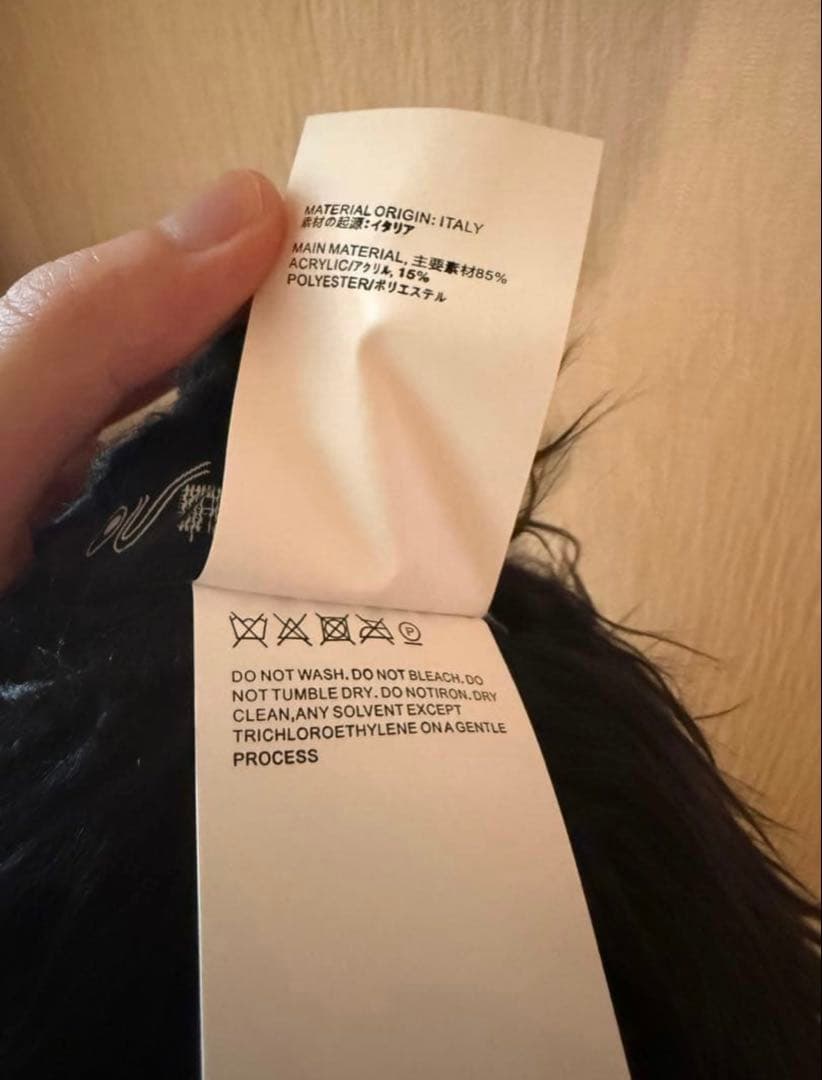 MATERIAL ORIGIN: ITALY
素材の起源:イタリア
MAIN MATERIAL, 主要素材85%
ACRYLIC/アクリル, 15%
POLYESTER/ポリエステル
DO NOT WASH. DO NOT BLEACH. DO
NOT TUMBLE DRY. DO NOTIRON. DRY
CLEAN,ANY SOLVENT EXCEPT
TRICHLOROETHYLENE ON A GENTLE
PROCESS